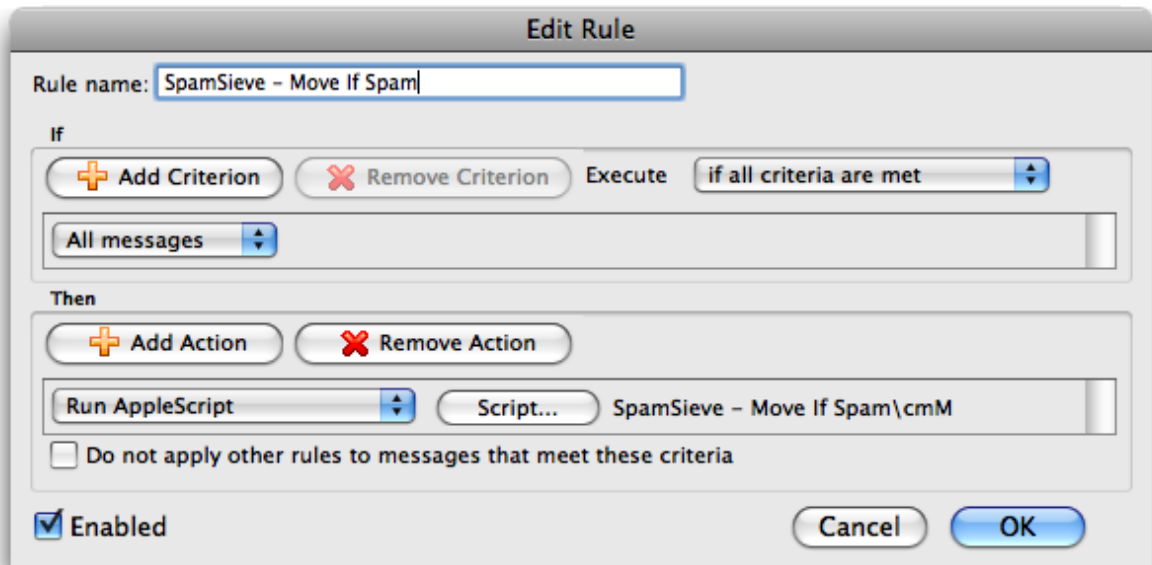 Edit Rule
Rule name: SpamSieve – Move If Spam
If
Add Criterion Remove Criterion Execute if all criteria are met
All messages
Then
Add Action Remove Action
Run AppleScript Script... SpamSieve – Move If Spam\cmM
Do not apply other rules to messages that meet these criteria
Enabled Cancel OK